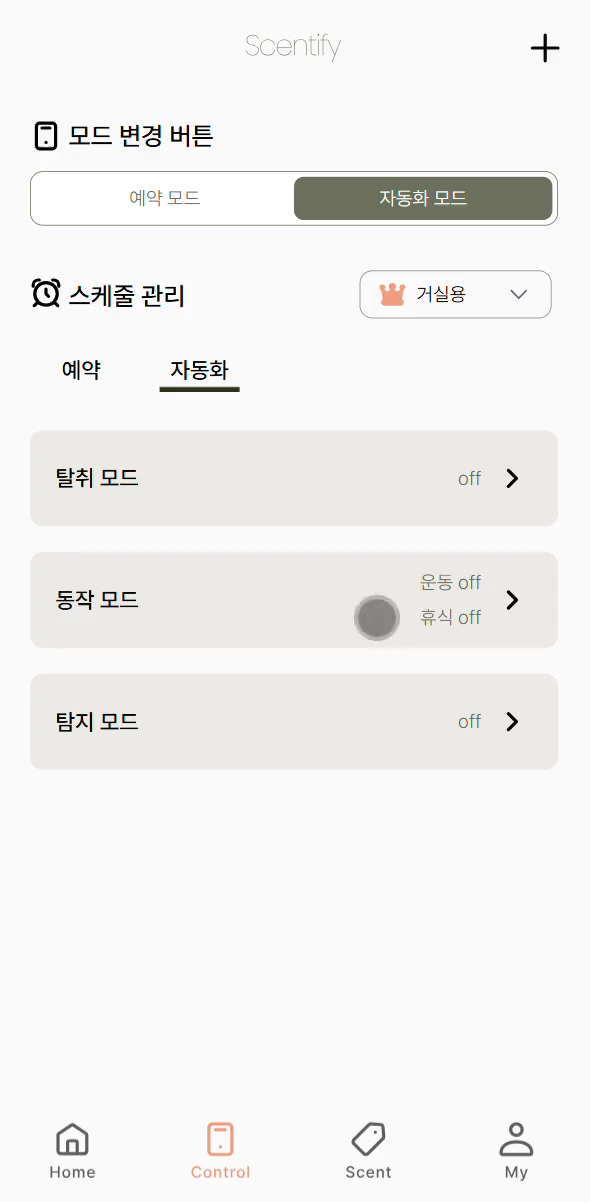 Scentify
모드 변경 버튼
예약 모드
자동화 모드
스케줄 관리
거실용
예약
자동화
탈취 모드
off
동작 모드
운동 off
휴식 off
탐지 모드
off
Home
Control
Scent
My